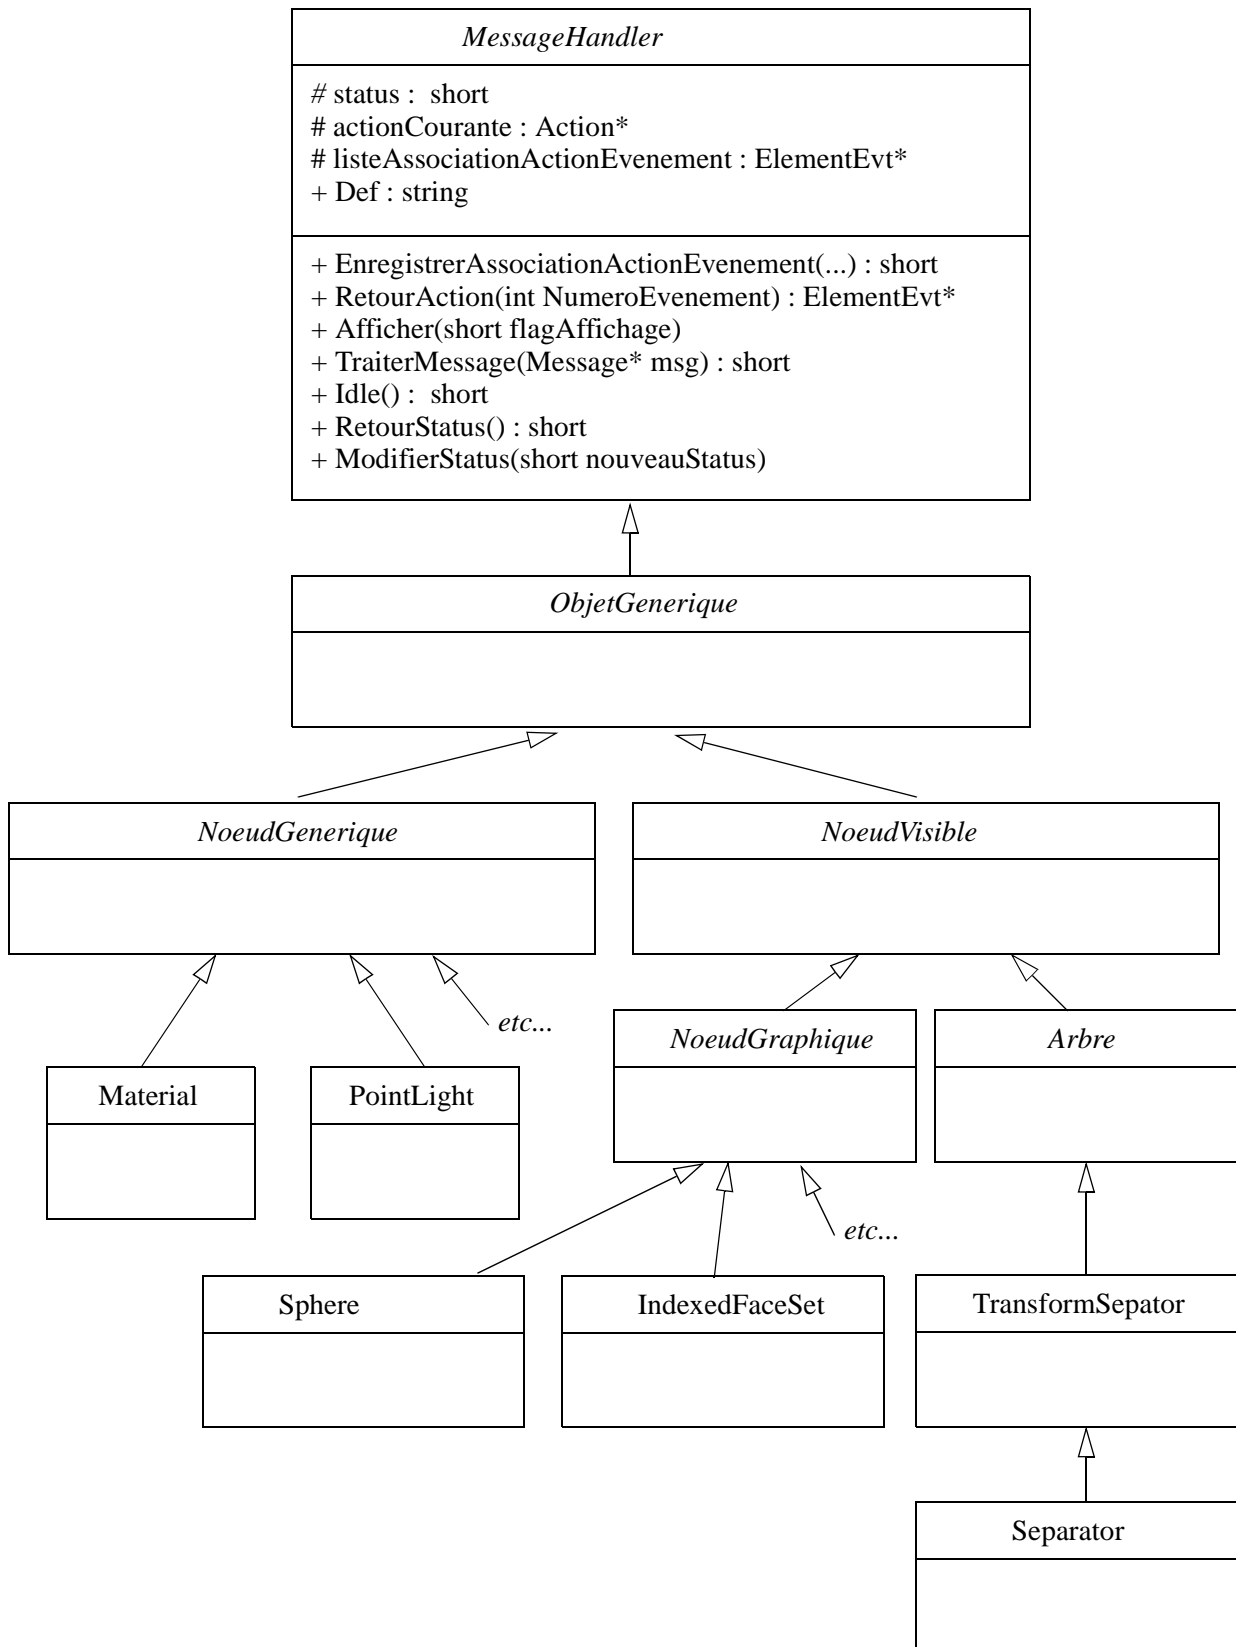 MessageHandler
# status : short
# actionCourante : Action*
# listeAssociationActionEvenement : ElementEvt*
+ Def : string
+ EnregistrerAssociationActionEvenement(...) : short
+ RetourAction(int NumeroEvenement) : ElementEvt*
+ Afficher(short flagAffichage)
+ TraiterMessage(Message* msg) : short
+ Idle() : short
+ RetourStatus() : short
+ ModifierStatus(short nouveauStatus)
ObjetGenerique
NoeudGenerique
NoeudVisible
etc...
NoeudGraphique
Arbre
Material
PointLight
etc...
Sphere
IndexedFaceSet
TransformSepator
Separator